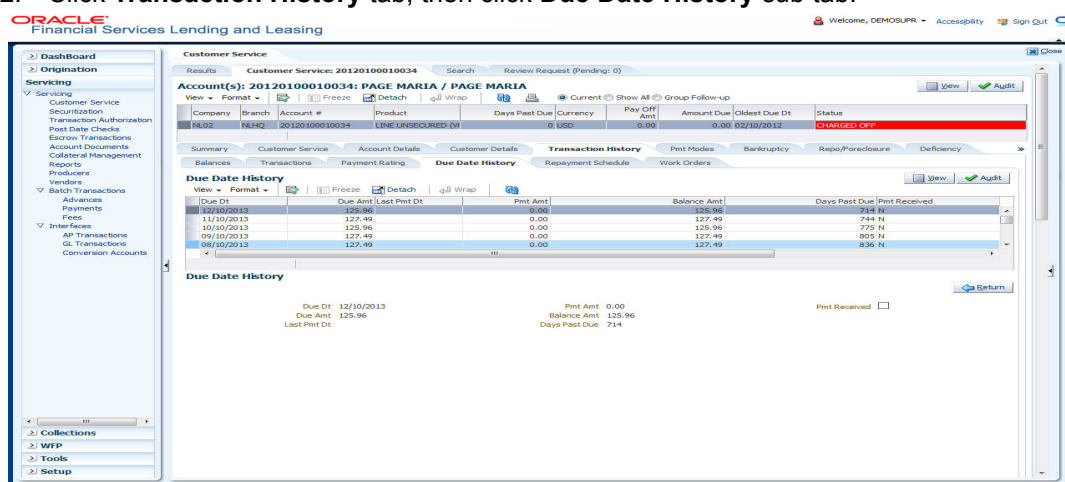 2. Click Transaction History tab, then click Due Date History sub tab.
ORACLE
Financial Services Lending and Leasing
Welcome, DEMOSUPR Accessibility Sign Out
Close
DashBoard
Origination
Servicing
Servicing
Customer Service
Securitization
Transaction Authorization
Post Date Checks
Escrow Transactions
Account Documents
Collateral Management
Reports
Producers
Vendors
Batch Transactions
Advances
Payments
Fees
Interfaces
AP Transactions
GL Transactions
Conversion Accounts
Collections
WFP
Tools
Setup
Customer Service
Results Customer Service: 20120100010034 Search Review Request (Pending: 0)
Account(s): 20120100010034: PAGE MARIA / PAGE MARIA
View Audit
View Format Freeze Detach Wrap Current Show All Group Follow-up
Company Branch Account # Product Days Past Due Currency Pay Off Amt Amount Due Oldest Due Dt Status
NL02 NLHQ 20120100010034 LINE UNSECURED (VI 0 USD 0.00 0.00 02/10/2012 CHARGED OFF
Summary Customer Service Account Details Customer Details Transaction History Pmt Modes Bankruptcy Repo/Foreclosure Deficiency »
Balances Transactions Payment Rating Due Date History Repayment Schedule Work Orders
Due Date History
View Audit
View Format Freeze Detach Wrap
Due Dt Due Amt Last Pmt Dt Pmt Amt Balance Amt Days Past Due Pmt Received
12/10/2013 125.96 0.00 125.96 714 N
11/10/2013 127.49 0.00 127.49 744 N
10/10/2013 125.96 0.00 125.96 775 N
09/10/2013 127.49 0.00 127.49 805 N
08/10/2013 127.49 0.00 127.49 836 N
Due Date History
Return
Due Dt 12/10/2013 Pmt Amt 0.00 Pmt Received
Due Amt 125.96 Balance Amt 125.96
Last Pmt Dt Days Past Due 714